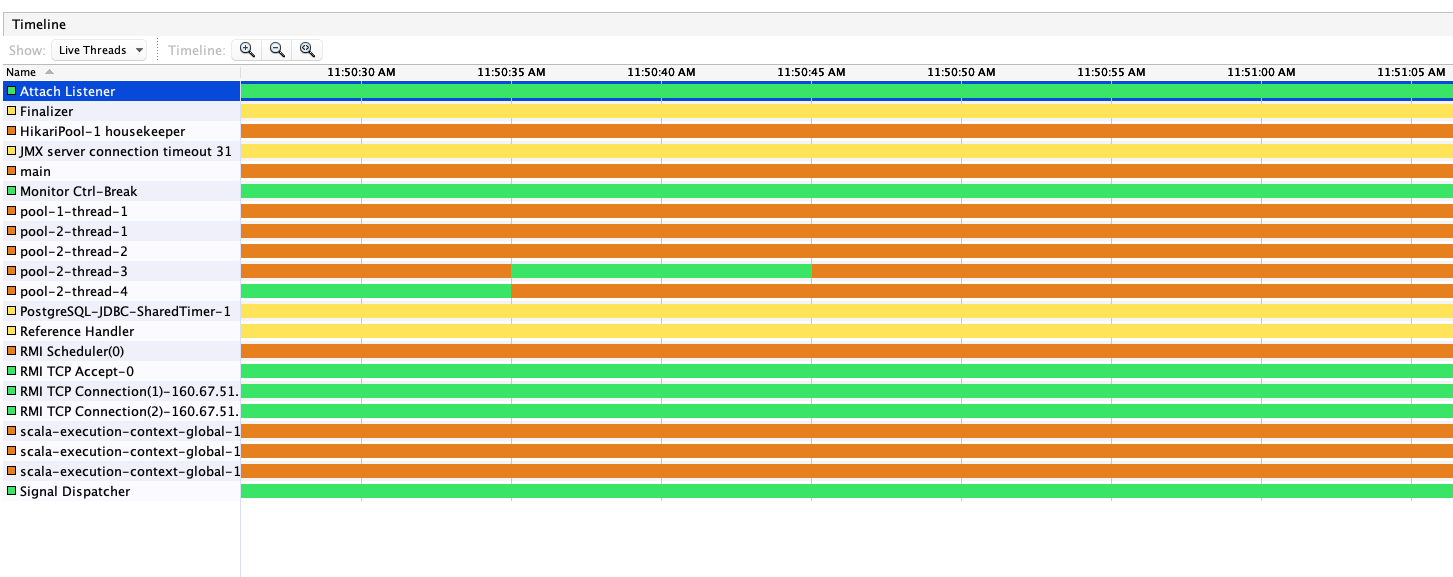 Timeline
Show: Live Threads Timeline:
Name 11:50:30 AM 11:50:35 AM 11:50:40 AM 11:50:45 AM 11:50:50 AM 11:50:55 AM 11:51:00 AM 11:51:05 AM
Attach Listener
Finalizer
HikariPool-1 housekeeper
JMX server connection timeout 31
main
Monitor Ctrl-Break
pool-1-thread-1
pool-2-thread-1
pool-2-thread-2
pool-2-thread-3
pool-2-thread-4
PostgreSQL-JDBC-SharedTimer-1
Reference Handler
RMI Scheduler(0)
RMI TCP Accept-0
RMI TCP Connection(1)-160.67.51.
RMI TCP Connection(2)-160.67.51.
scala-execution-context-global-1
scala-execution-context-global-1
scala-execution-context-global-1
Signal Dispatcher